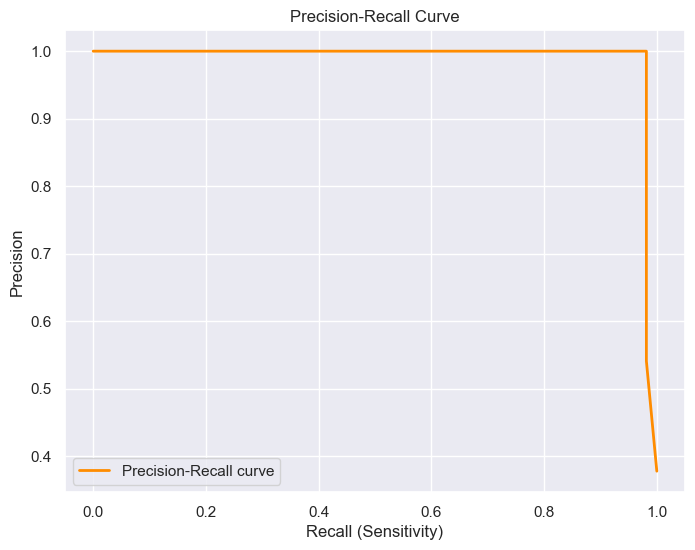 Precision-Recall Curve
1.0
0.9
0.8
0.7
0.6
0.5
0.4
Precision
Precision-Recall curve
0.0 0.2 0.4 0.6 0.8 1.0
Recall (Sensitivity)